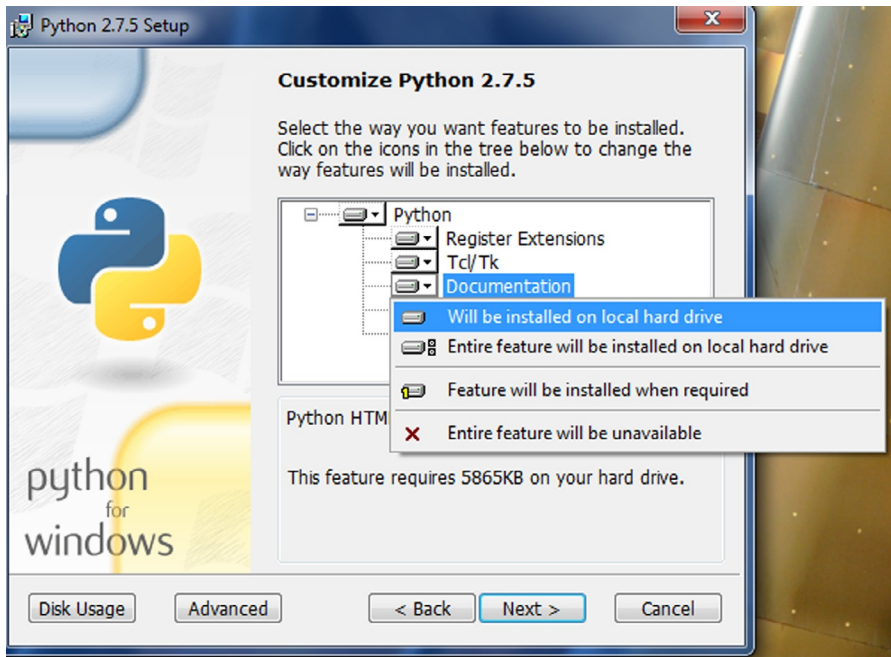 Python 2.7.5 Setup
Customize Python 2.7.5
Select the way you want features to be installed.
Click on the icons in the tree below to change the
way features will be installed.
Python
Register Extensions
Tcl/Tk
Documentation
Will be installed on local hard drive
Entire feature will be installed on local hard drive
Feature will be installed when required
Entire feature will be unavailable
Python HTM
This feature requires 5865KB on your hard drive.
python
for
windows
Disk Usage
Advanced
< Back
Next >
Cancel